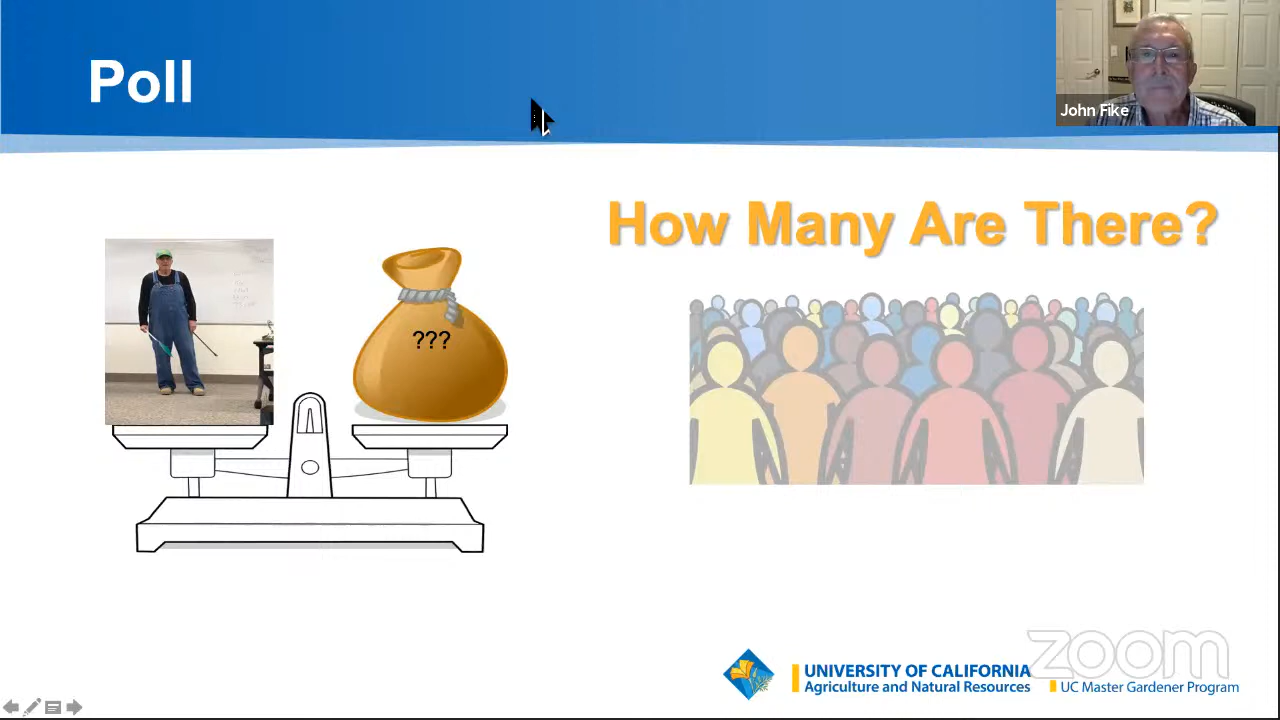 Poll
John Fike
How Many Are There?
???
zoom
UNIVERSITY OF CALIFORNIA
Agriculture and Natural Resources
UC Master Gardener Program